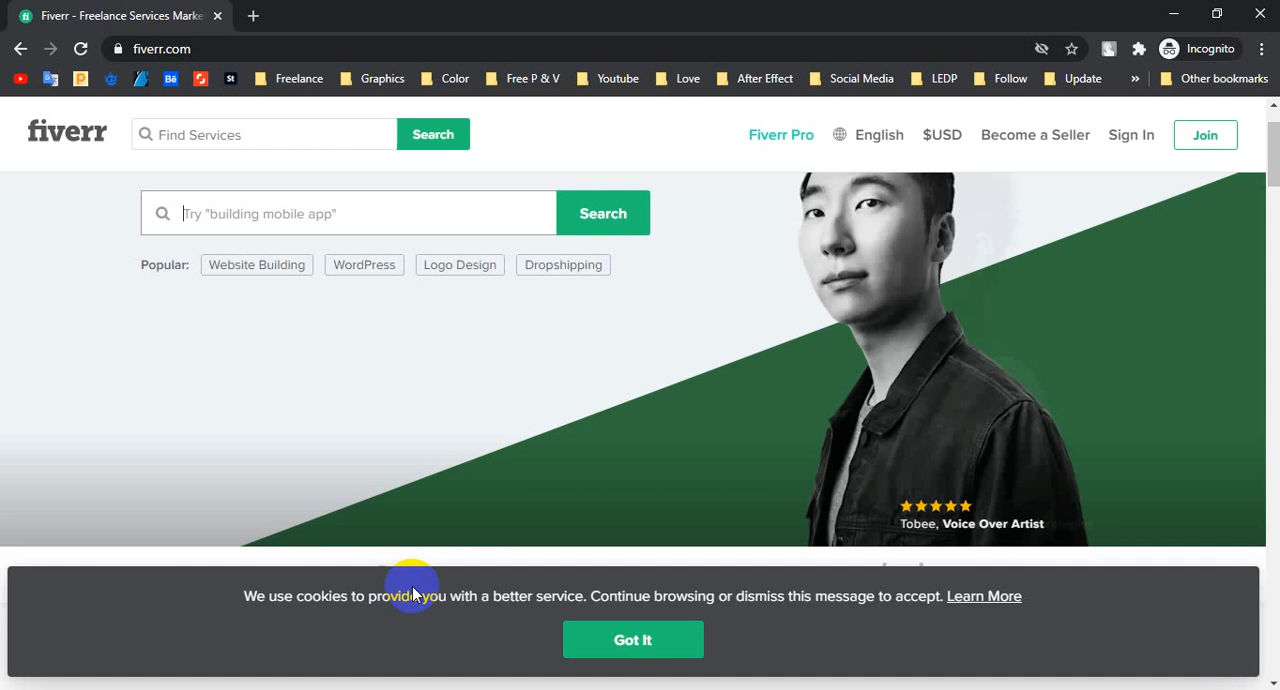 Fiverr - Freelance Services Marke
fiverr.com
Incognito
Bē
St
Freelance
Graphics
Color
Free P & V
Youtube
Love
After Effect
Social Media
LEDP
Follow
Update
»
Other bookmarks
fiverr
Find Services
Search
Fiverr Pro
English
$USD
Become a Seller
Sign In
Join
Try "building mobile app"
Search
Popular:
Website Building
WordPress
Logo Design
Dropshipping
Tobee, Voice Over Artist
We use cookies to provide you with a better service. Continue browsing or dismiss this message to accept. Learn More
Got It